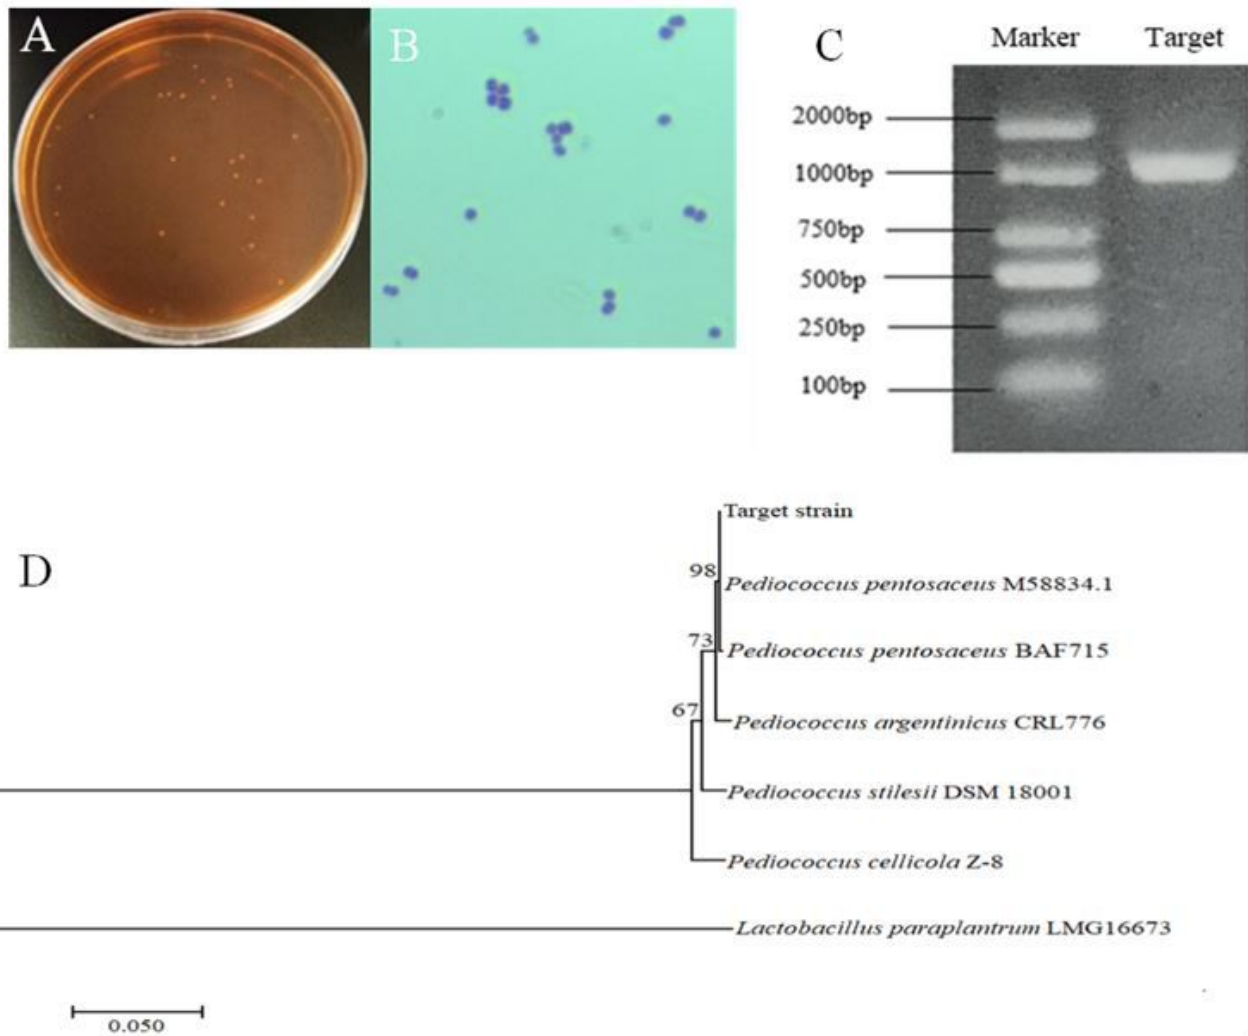 A
B
C
Marker
Target
2000bp
1000bp
750bp
500bp
250bp
100bp
D
Target strain
98
Pediococcus pentosaceus M58834.1
73
Pediococcus pentosaceus BAF715
67
Pediococcus argentinicus CRL776
Pediococcus stilesii DSM 18001
Pediococcus cellicola Z-8
Lactobacillus paraplantrum LMG16673
0.050